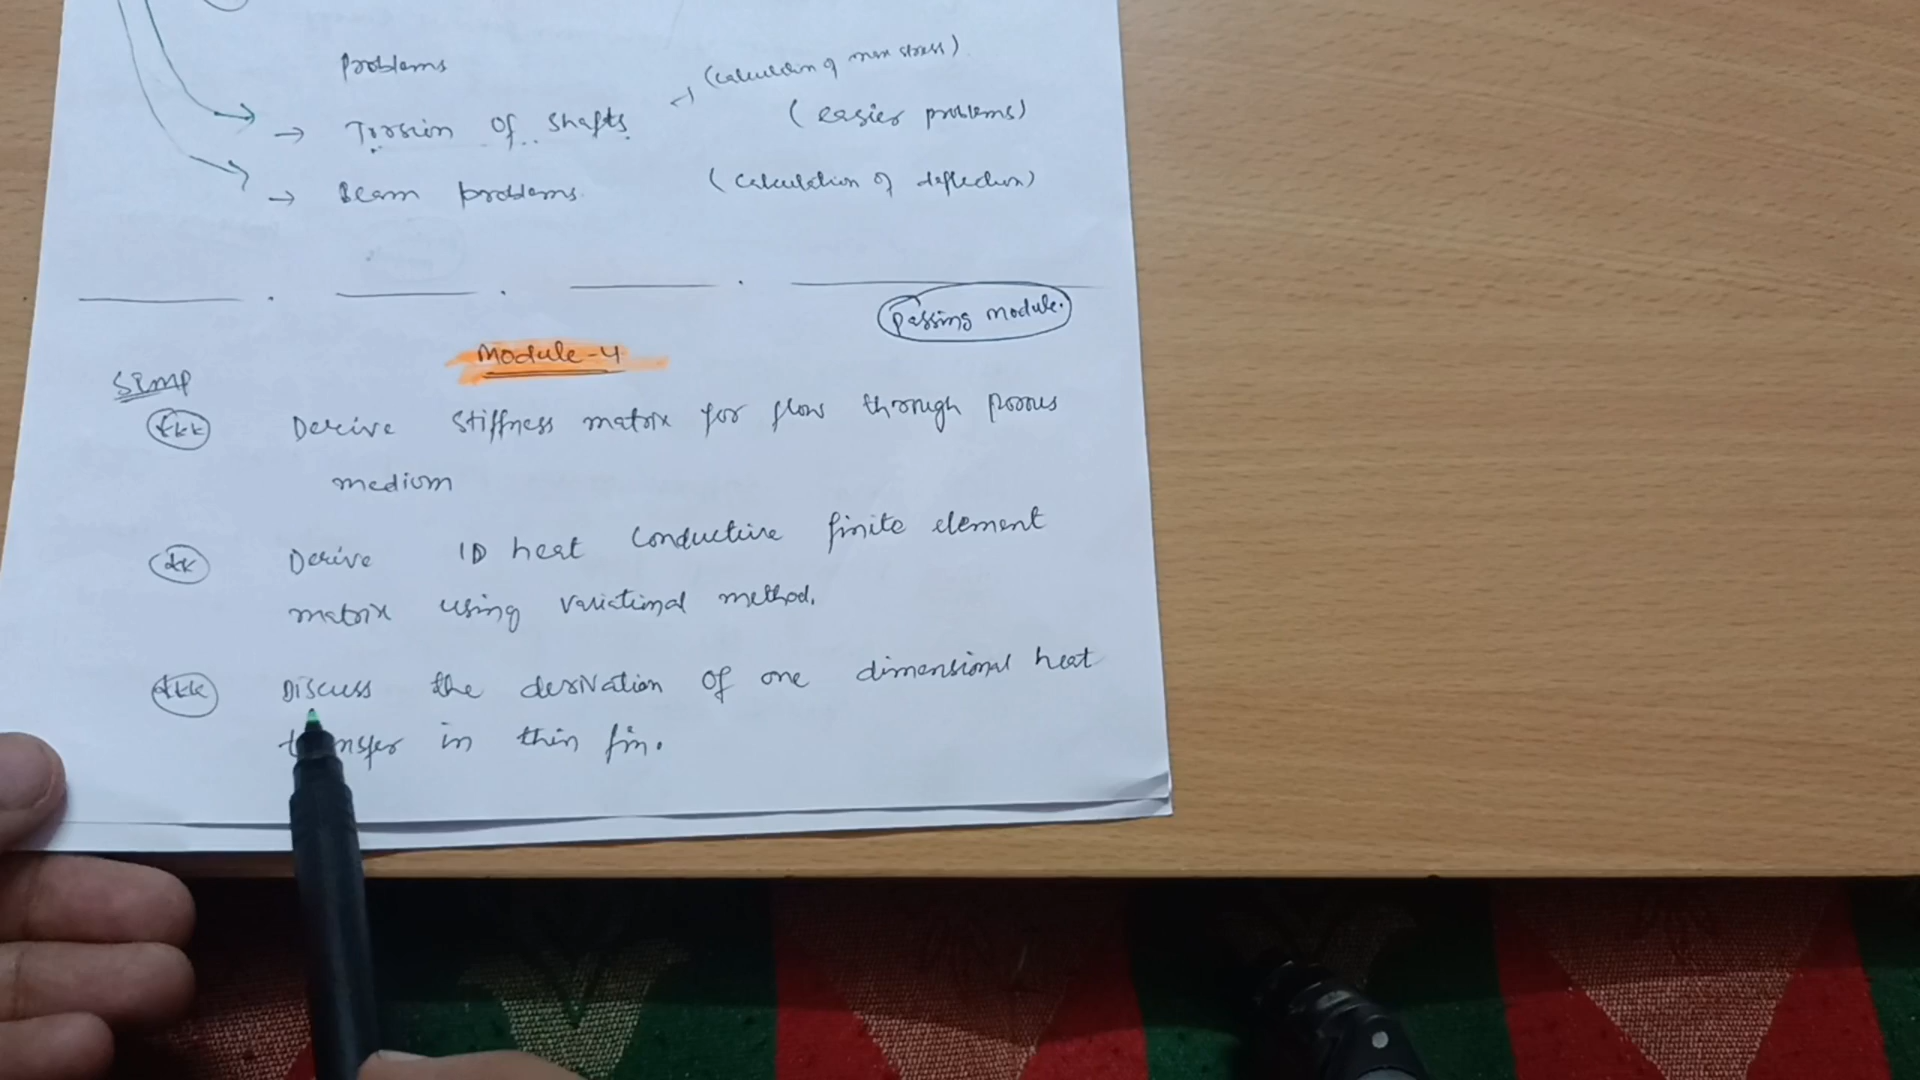 Problems
(calculation of max stress)
→ Torsion Of Shafts
(easier problems)
→ Beam problems. (calculation of deflection)
Passing module.
Module-4
SIMP
Derive Stiffness matrix for flow through porous
medium
Derive 1D heat conductive finite element
matrix using variational method.
Discuss the derivation of one dimensional heat
transfer in thin fin.